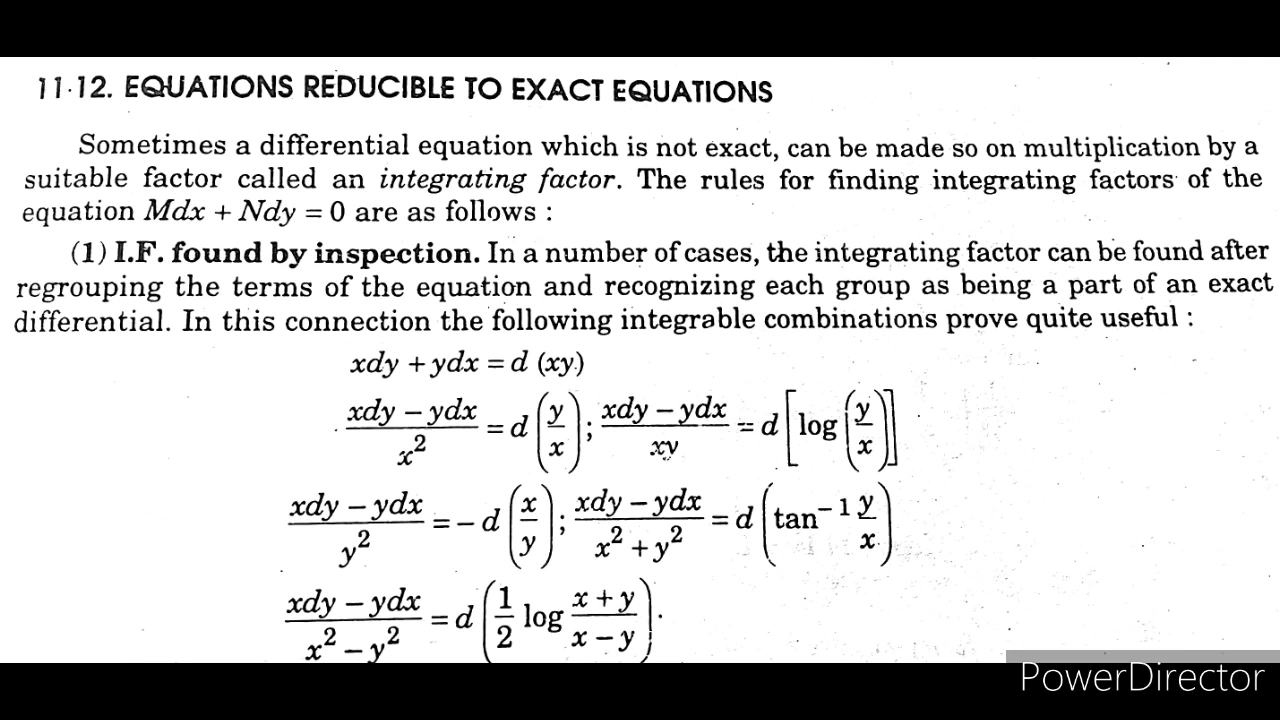 11·12. EQUATIONS REDUCIBLE TO EXACT EQUATIONS
Sometimes a differential equation which is not exact, can be made so on multiplication by a
suitable factor called an integrating factor. The rules for finding integrating factors of the
equation Mdx + Ndy = 0 are as follows :
(1) I.F. found by inspection. In a number of cases, the integrating factor can be found after
regrouping the terms of the equation and recognizing each group as being a part of an exact
differential. In this connection the following integrable combinations prove quite useful :
xdy + ydx = d (xy)
(xdy – ydx)/x² = d (y/x); (xdy – ydx)/xy = d [log (y/x)]
(xdy – ydx)/y² = – d (x/y); (xdy – ydx)/(x² + y²) = d (tan⁻¹ y/x)
(xdy – ydx)/(x² – y²) = d (1/2 log (x + y)/(x – y)).
PowerDirector